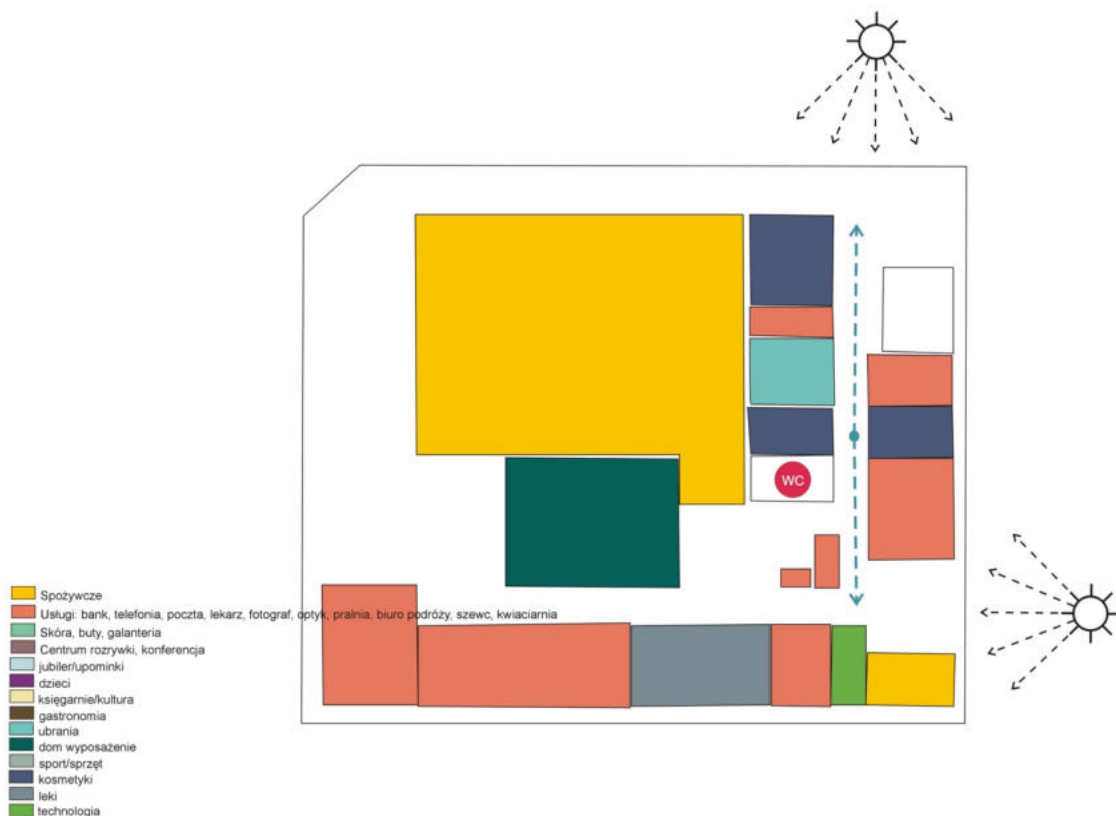 WC
Spożywcze
Usługi: bank, telefonia, poczta, lekarz, fotograf, optyk, pralnia, biuro podróży, szewc, kwiaciarnia
Skóra, buty, galanteria
Centrum rozrywki, konferencja
jubiler/upominki
dzieci
księgarnie/kultura
gastronomia
ubrania
dom wyposażenie
sport/sprzęt
kosmetyki
leki
technologia